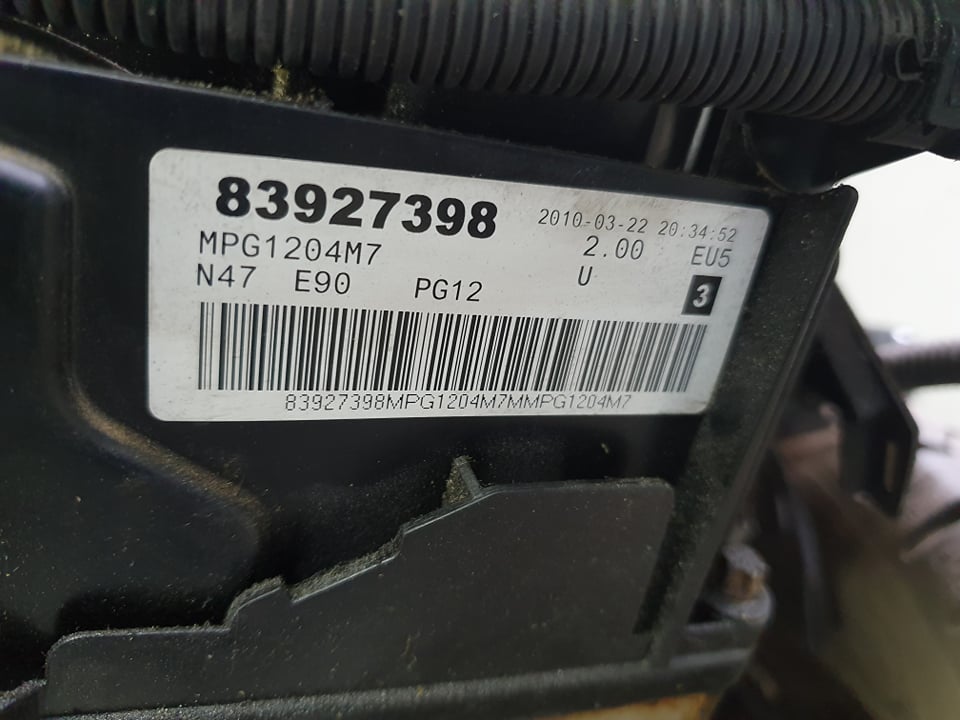 83927398 2010-03-22 20:34:52
MPG1204M7 2.00 EU5
N47 E90 PG12 U 3
83927398MPG1204M7MMPG1204M7